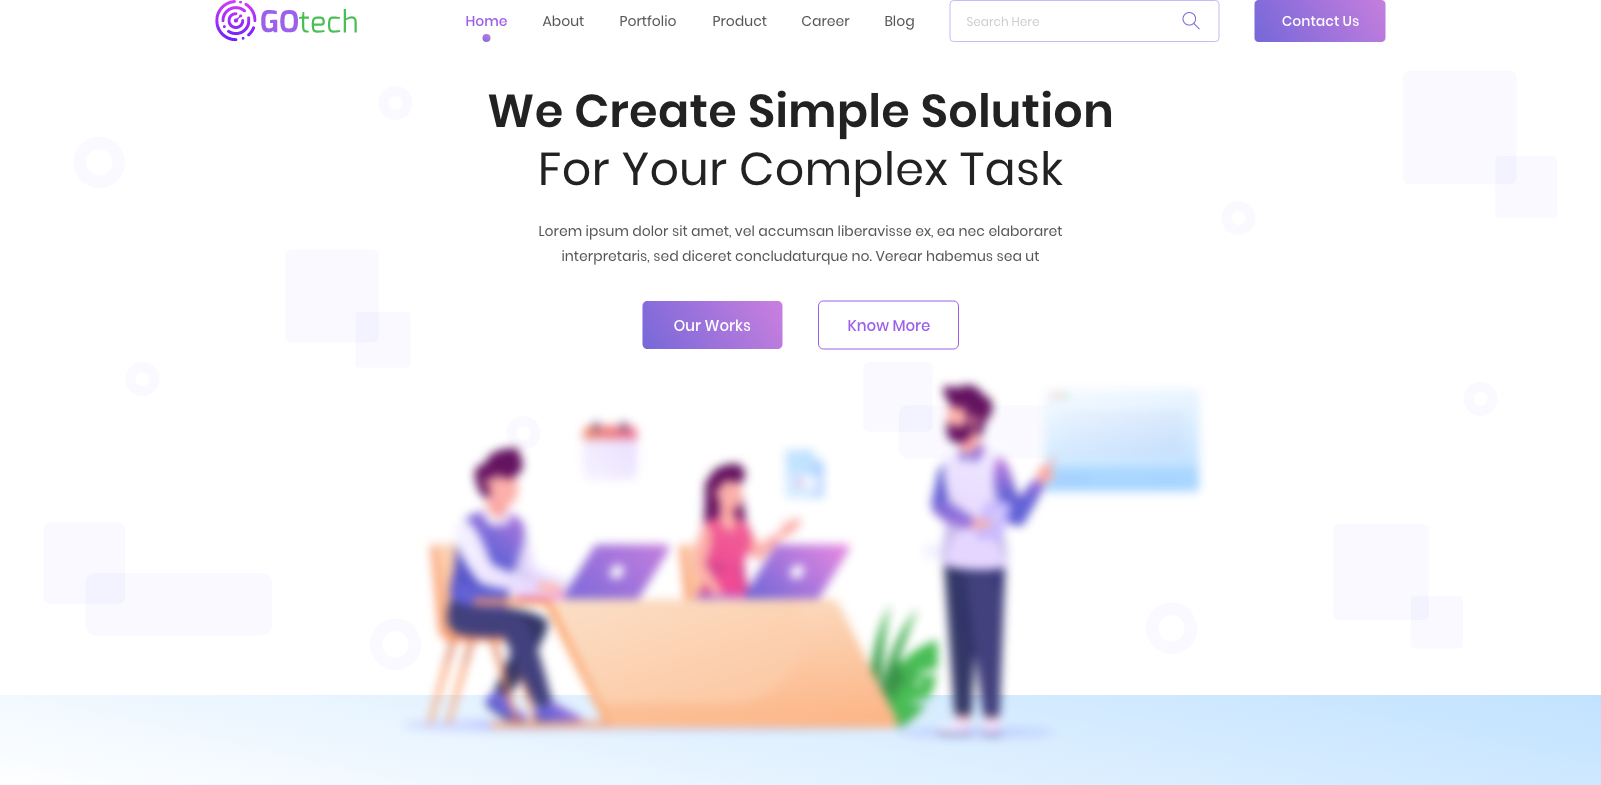 GOtech
Home About Portfolio Product Career Blog Search Here Contact Us
We Create Simple Solution
For Your Complex Task
Lorem ipsum dolor sit amet, vel accumsan liberavisse ex, ea nec elaboraret
interpretaris, sed diceret concludaturque no. Verear habemus sea ut
Our Works Know More